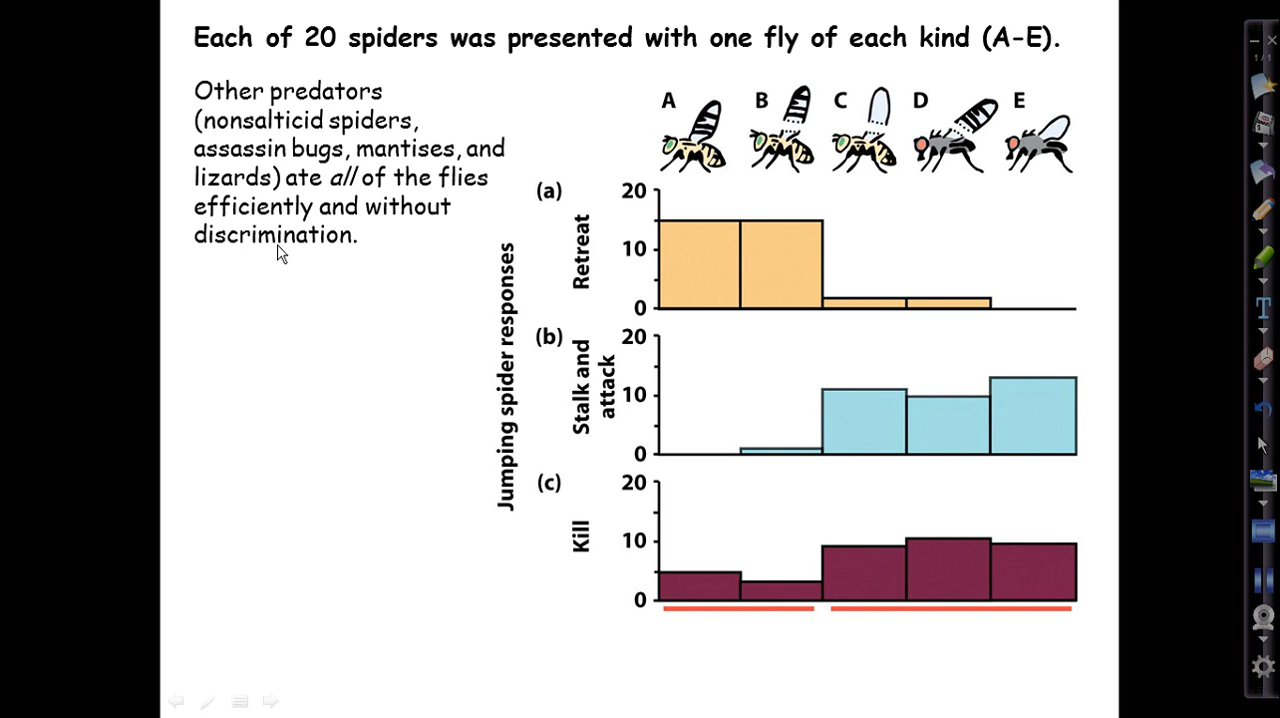 Each of 20 spiders was presented with one fly of each kind (A-E).
Other predators
(nonsalticid spiders,
assassin bugs, mantises, and
lizards) ate all of the flies
efficiently and without
discrimination.
A B C D E
Jumping spider responses
(a)
Retreat
20
10
0
(b)
Stalk and
attack
20
10
0
(c)
Kill
20
10
0
1/1